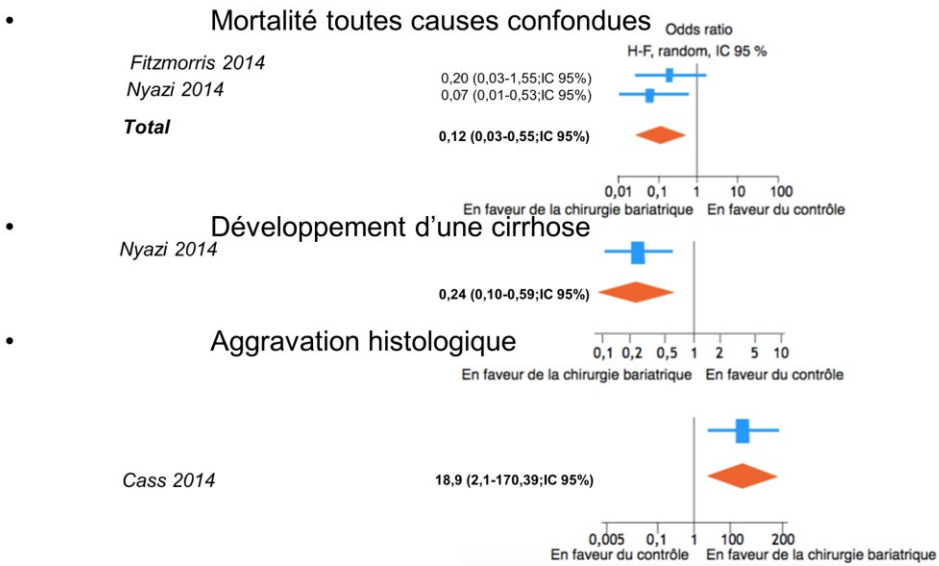 • Mortalité toutes causes confondues
Odds ratio
H-F, random, IC 95 %
Fitzmorris 2014 0,20 (0,03-1,55;IC 95%)
Nyazi 2014 0,07 (0,01-0,53;IC 95%)
Total 0,12 (0,03-0,55;IC 95%)
0,01 0,1 1 10 100
En faveur de la chirurgie bariatrique En faveur du contrôle
• Développement d’une cirrhose
Nyazi 2014
0,24 (0,10-0,59;IC 95%)
• Aggravation histologique
0,1 0,2 0,5 1 2 5 10
En faveur de la chirurgie bariatrique En faveur du contrôle
Cass 2014 18,9 (2,1-170,39;IC 95%)
0,005 0,1 1 100 200
En faveur du contrôle En faveur de la chirurgie bariatrique